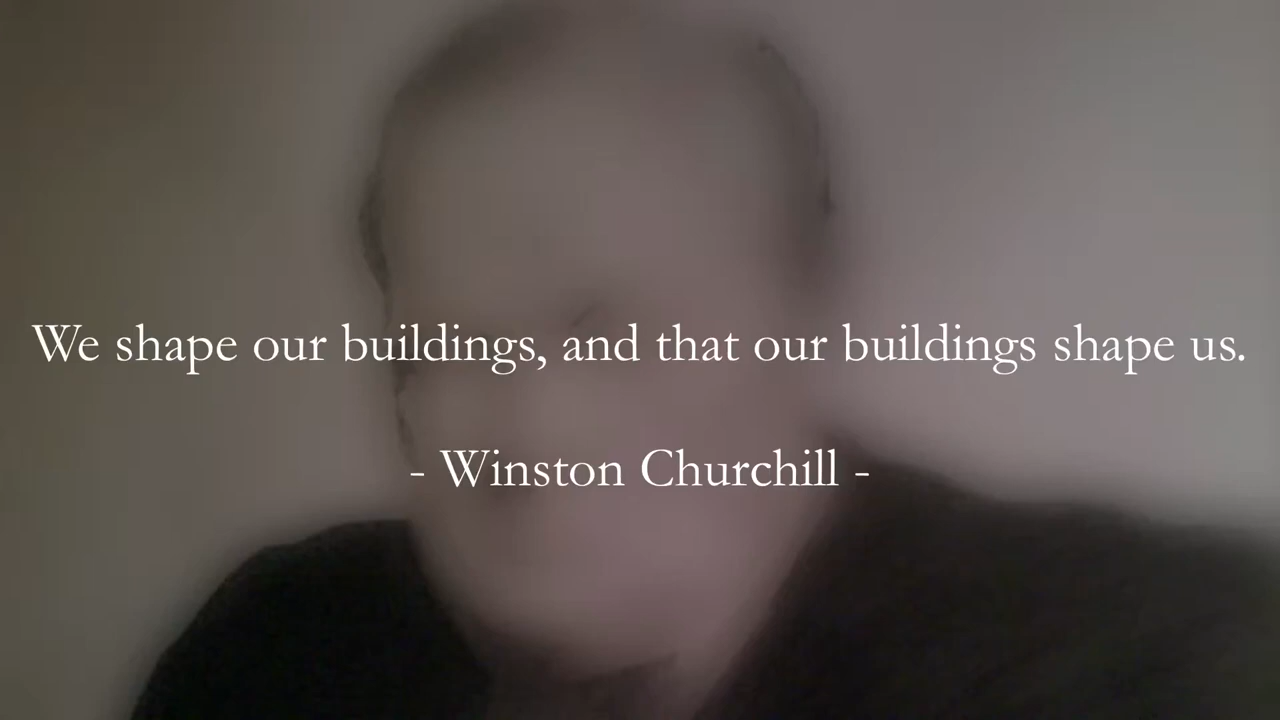 We shape our buildings, and that our buildings shape us.
- Winston Churchill -